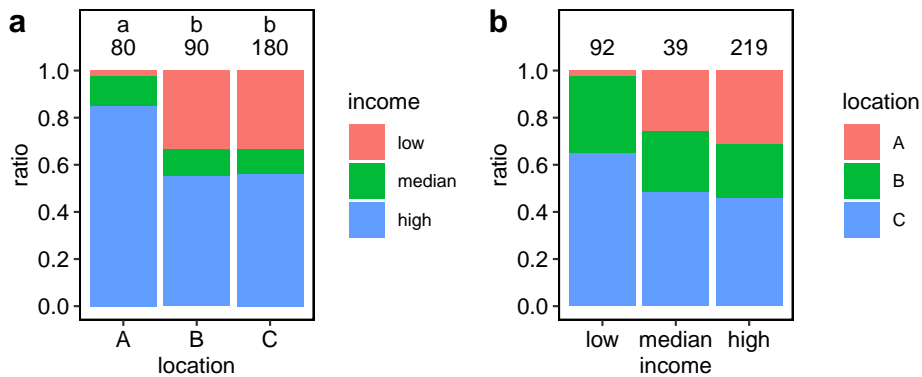 a
a b b
80 90 180
1.0
0.8
0.6
0.4
0.2
0.0
ratio
A B C
location
income
low
median
high
b
92 39 219
1.0
0.8
0.6
0.4
0.2
0.0
ratio
low median high
income
location
A
B
C